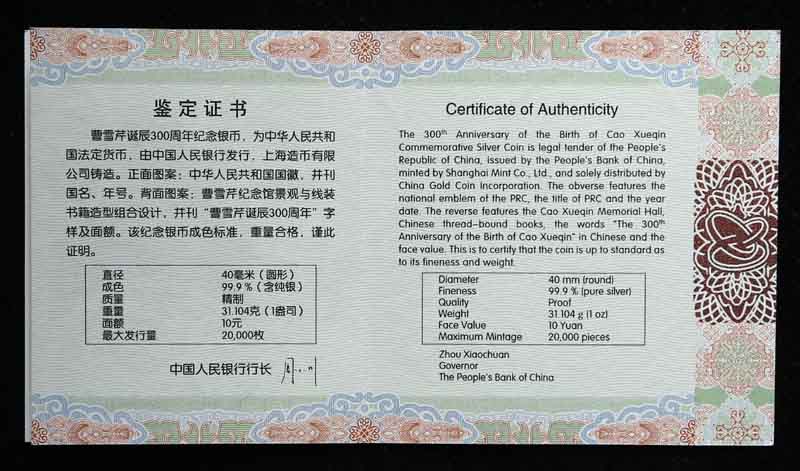 鉴定证书
曹雪芹诞辰300周年纪念银币，为中华人民共和
国法定货币，由中国人民银行发行，上海造币有限
公司铸造。正面图案：中华人民共和国国徽，并刊
国名、年号。背面图案：曹雪芹纪念馆景观与线装
书籍造型组合设计，并刊“曹雪芹诞辰300周年”字
样及面额。该纪念银币成色标准，重量合格，谨此
证明。
直径 40毫米（圆形）
成色 99.9％（含纯银）
质量 精制
重量 31.104克（1盎司）
面额 10元
最大发行量 20,000枚
中国人民银行行长
Certificate of Authenticity
The 300th Anniversary of the Birth of Cao Xueqin
Commemorative Silver Coin is legal tender of the People's
Republic of China, issued by the People's Bank of China,
minted by Shanghai Mint Co., Ltd., and solely distributed by
China Gold Coin Incorporation. The obverse features the
national emblem of the PRC, the title of PRC and the year
date. The reverse features the Cao Xueqin Memorial Hall,
Chinese thread-bound books, the words "The 300th
Anniversary of the Birth of Cao Xueqin" in Chinese and the
face value. This is to certify that the coin is up to standard as
to its fineness and weight.
Diameter 40 mm (round)
Fineness 99.9 % (pure silver)
Quality Proof
Weight 31.104 g (1 oz)
Face Value 10 Yuan
Maximum Mintage 20,000 pieces
Zhou Xiaochuan
Governor
The People's Bank of China